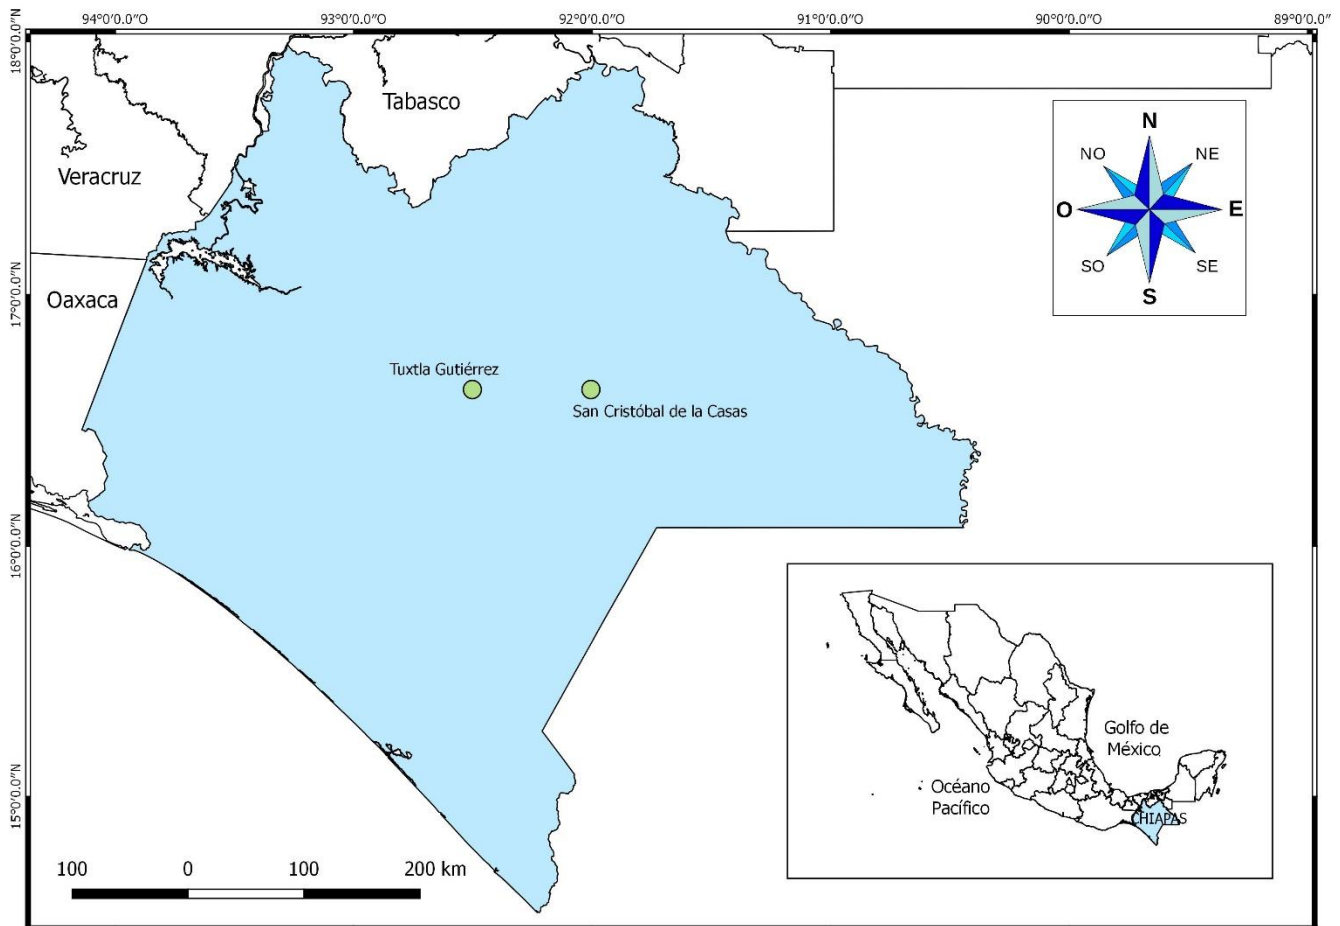 94°0'0.0"O
93°0'0.0"O
92°0'0.0"O
91°0'0.0"O
90°0'0.0"O
89°0'0.0"O
18°0'0.0"N
Tabasco
Veracruz
N
NO
NE
O
E
SO
SE
S
17°0'0.0"N
Oaxaca
Tuxtla Gutiérrez
San Cristóbal de la Casas
16°0'0.0"N
Golfo de
México
Océano
Pacífico
CHIAPAS
15°0'0.0"N
100
0
100
200 km